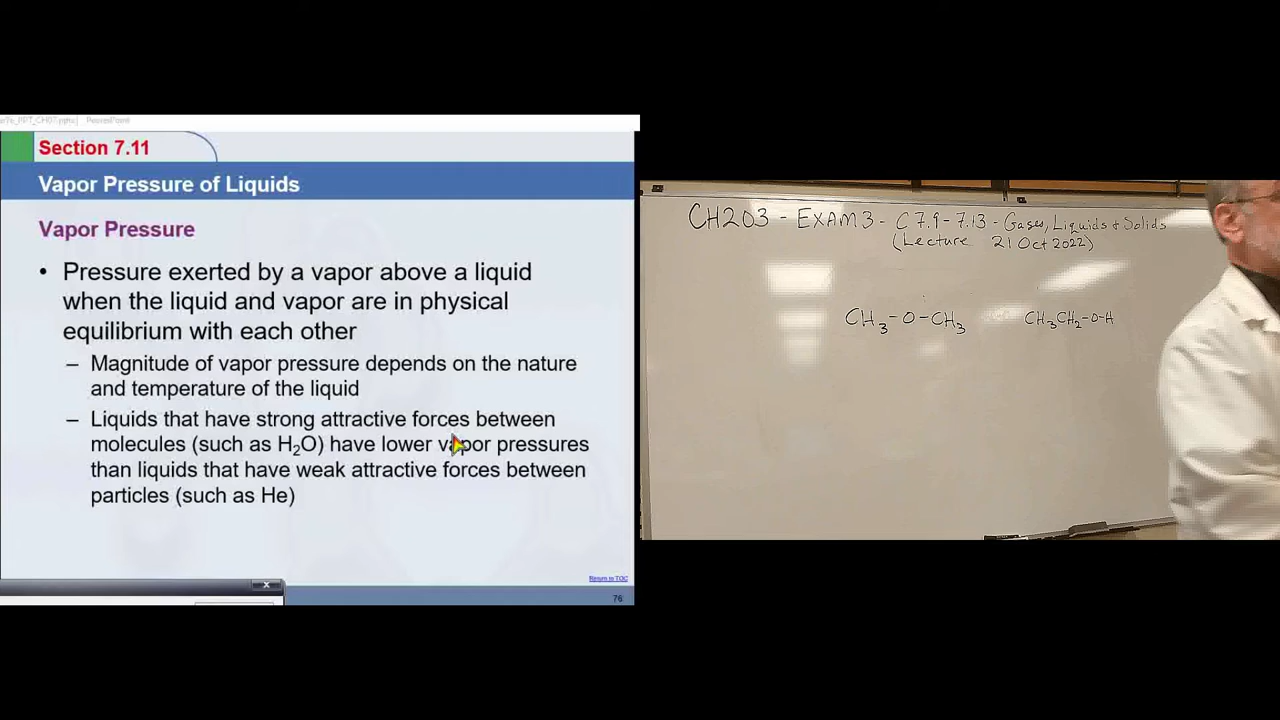 Section 7.11
Vapor Pressure of Liquids
Vapor Pressure
• Pressure exerted by a vapor above a liquid
when the liquid and vapor are in physical
equilibrium with each other
– Magnitude of vapor pressure depends on the nature
and temperature of the liquid
– Liquids that have strong attractive forces between
molecules (such as H₂O) have lower vapor pressures
than liquids that have weak attractive forces between
particles (such as He)
Return to TOC
76
CH203 - EXAM 3 - C 7.9 - 7.13 - Gases, Liquids + Solids
(Lecture 21 Oct 2022)
CH₃-O-CH₃ CH₃CH₂-O-H